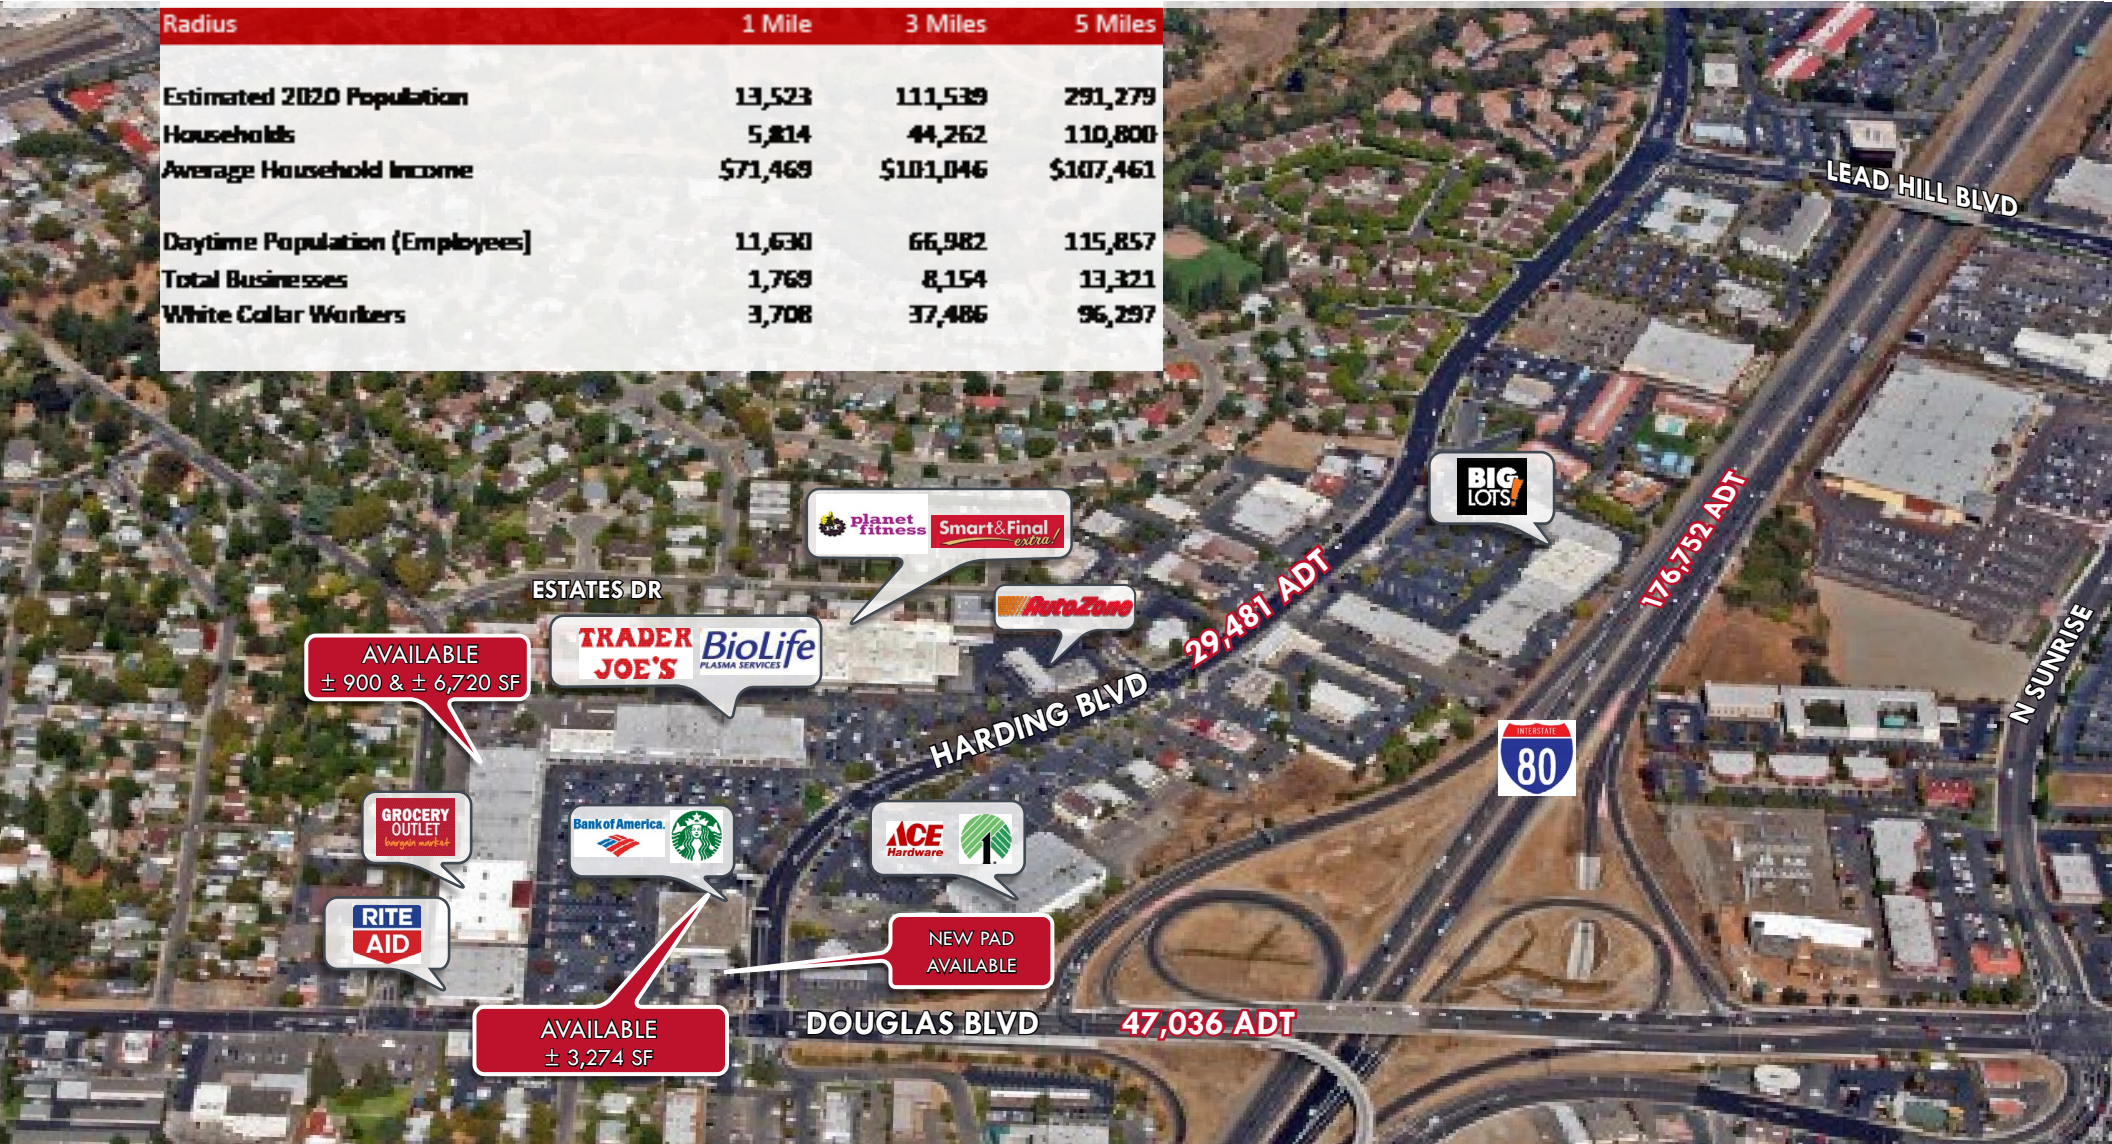 Radius 1 Mile 3 Miles 5 Miles
Estimated 2020 Population 13,523 111,539 291,279
Households 5,814 44,262 110,800
Average Household Income $71,469 $101,046 $107,461
Daytime Population (Employees] 11,630 66,982 115,857
Total Businesses 1,769 8,154 13,321
White Collar Workers 3,708 37,486 96,297
LEAD HILL BLVD
BIG
LOTS!
176,752 ADT
planet
fitness
Smart&Final
extra!
ESTATES DR
AutoZone
29,481 ADT
N SUNRISE
TRADER
JOE'S
BioLife
PLASMA SERVICES
AVAILABLE
± 900 & ± 6,720 SF
HARDING BLVD
INTERSTATE
80
GROCERY
OUTLET
bargain market
Bank of America.
ACE
Hardware
1
RITE
AID
NEW PAD
AVAILABLE
AVAILABLE
± 3,274 SF
DOUGLAS BLVD
47,036 ADT